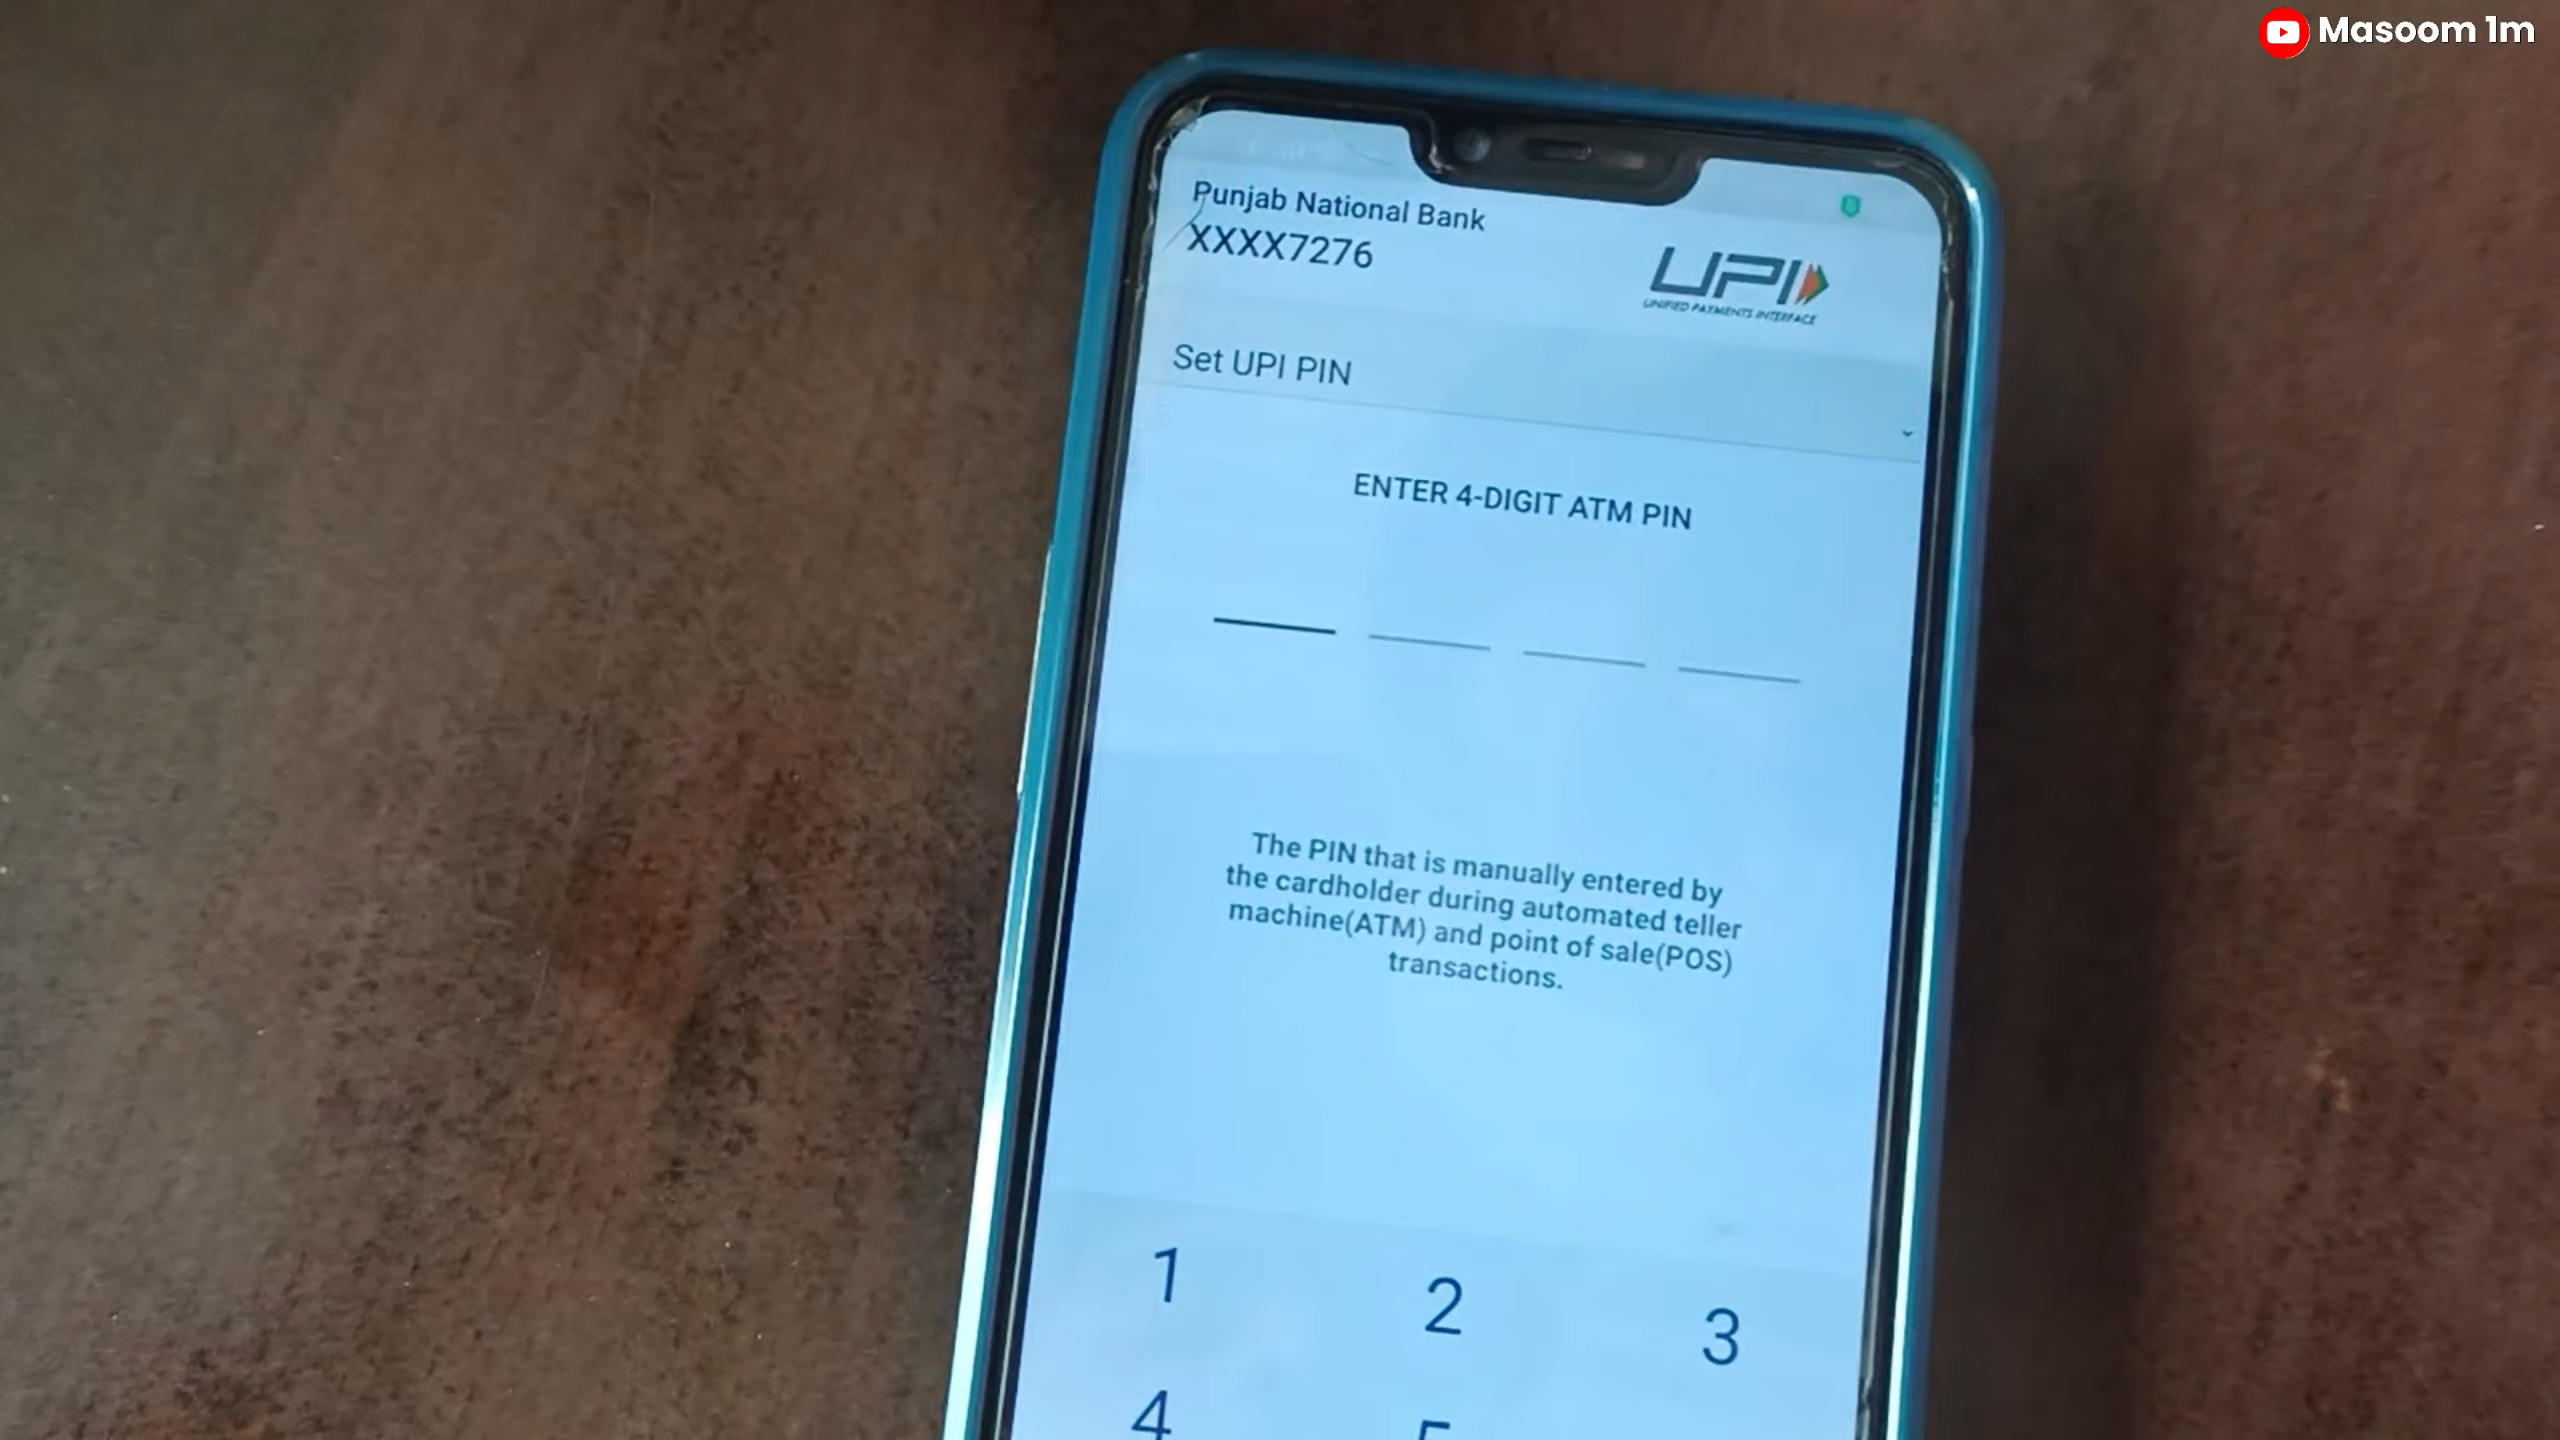 Masoom 1m
Punjab National Bank
XXXX7276
UPI
UNIFIED PAYMENTS INTERFACE
Set UPI PIN
ENTER 4-DIGIT ATM PIN
The PIN that is manually entered by
the cardholder during automated teller
machine(ATM) and point of sale(POS)
transactions.
1 2 3
4 5